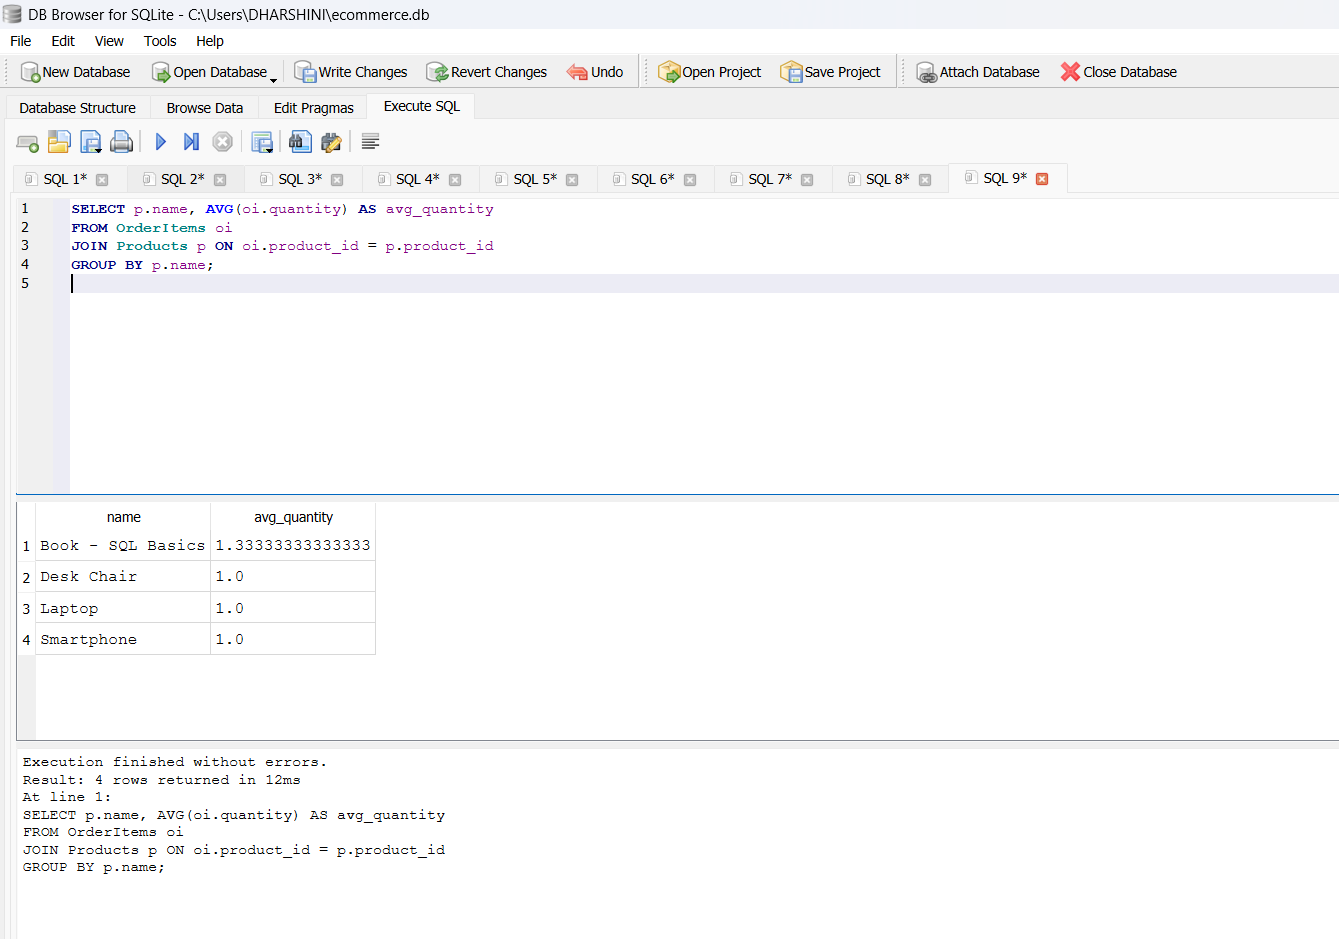 DB Browser for SQLite - C:\Users\DHARSHINI\ecommerce.db
File Edit View Tools Help
New Database Open Database Write Changes Revert Changes Undo Open Project Save Project Attach Database Close Database
Database Structure Browse Data Edit Pragmas Execute SQL
SQL 1* SQL 2* SQL 3* SQL 4* SQL 5* SQL 6* SQL 7* SQL 8* SQL 9*
1 SELECT p.name, AVG(oi.quantity) AS avg_quantity
2 FROM OrderItems oi
3 JOIN Products p ON oi.product_id = p.product_id
4 GROUP BY p.name;
5
name avg_quantity
1 Book - SQL Basics 1.33333333333333
2 Desk Chair 1.0
3 Laptop 1.0
4 Smartphone 1.0
Execution finished without errors.
Result: 4 rows returned in 12ms
At line 1:
SELECT p.name, AVG(oi.quantity) AS avg_quantity
FROM OrderItems oi
JOIN Products p ON oi.product_id = p.product_id
GROUP BY p.name;